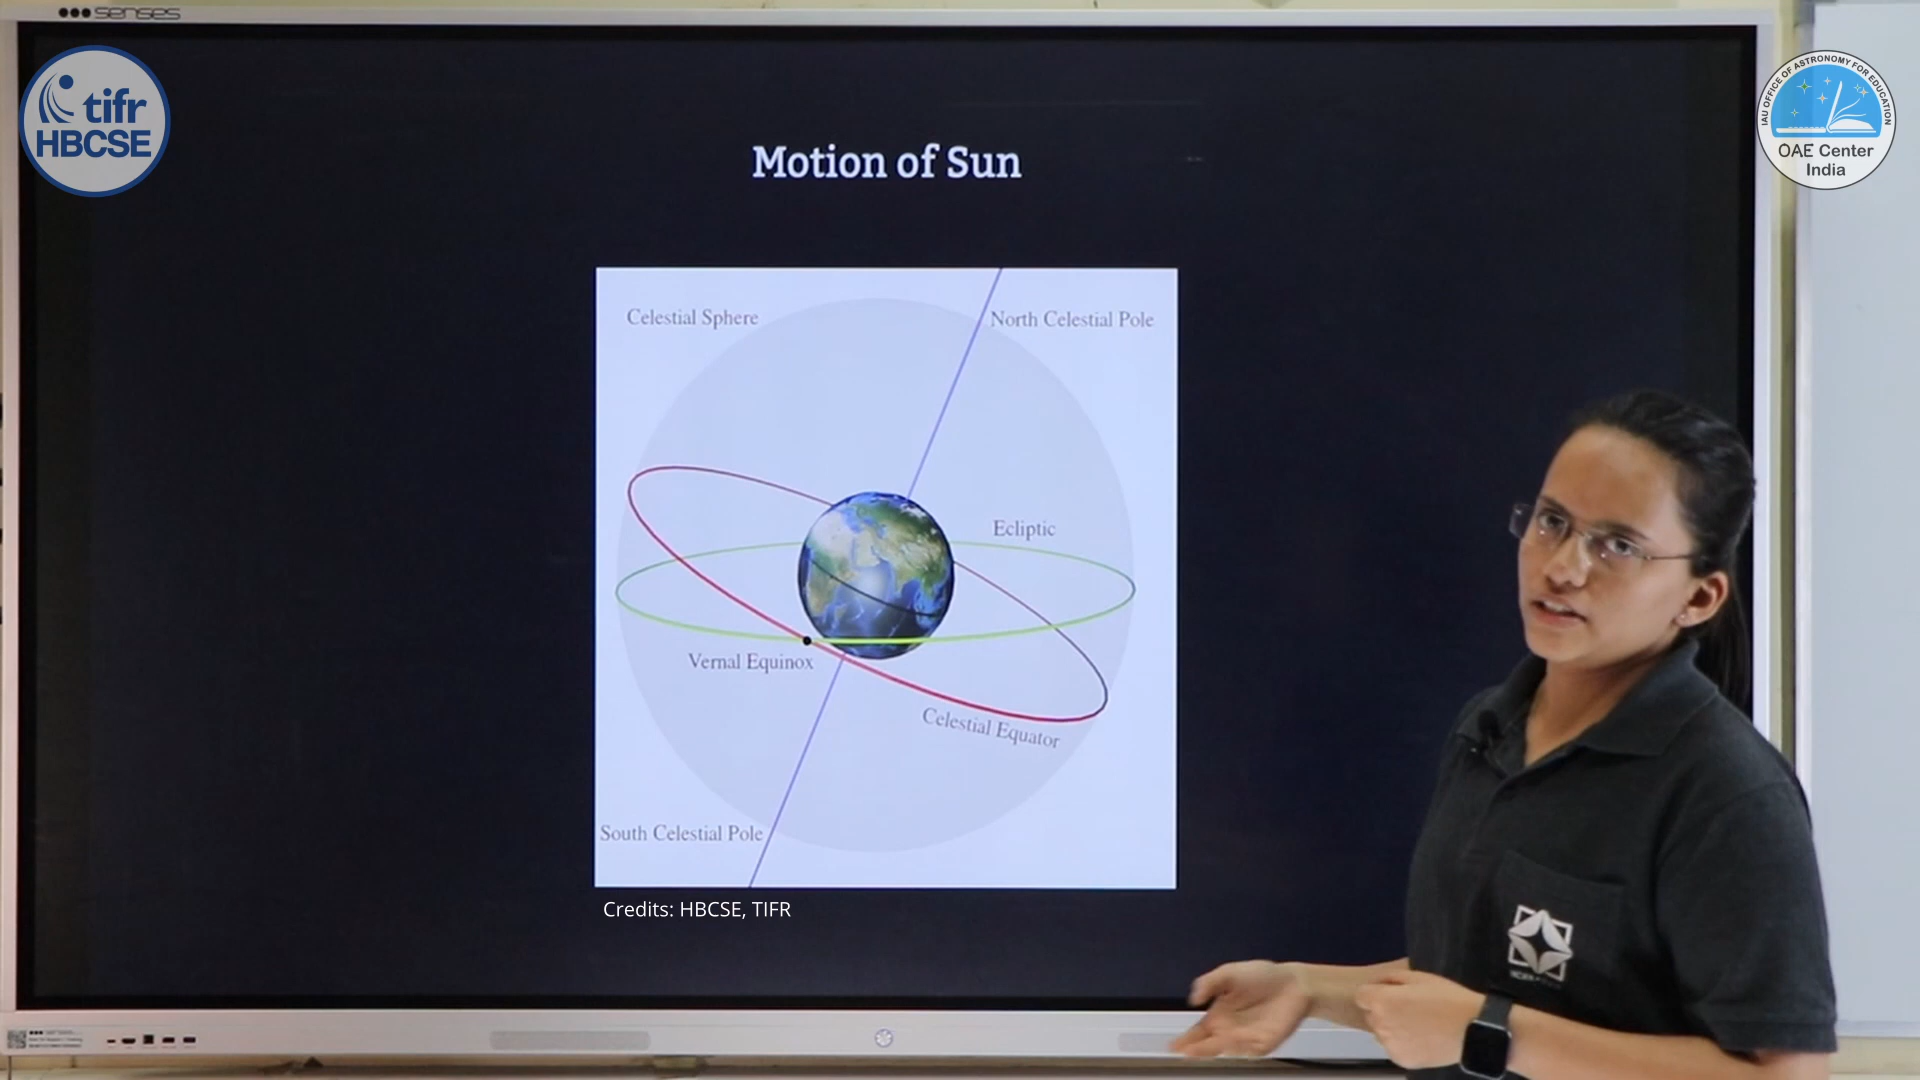 senses
tifr
HBCSE
IAU OFFICE OF ASTRONOMY FOR EDUCATION
OAE Center
India
Motion of Sun
Celestial Sphere
North Celestial Pole
Ecliptic
Vernal Equinox
Celestial Equator
South Celestial Pole
Credits: HBCSE, TIFR